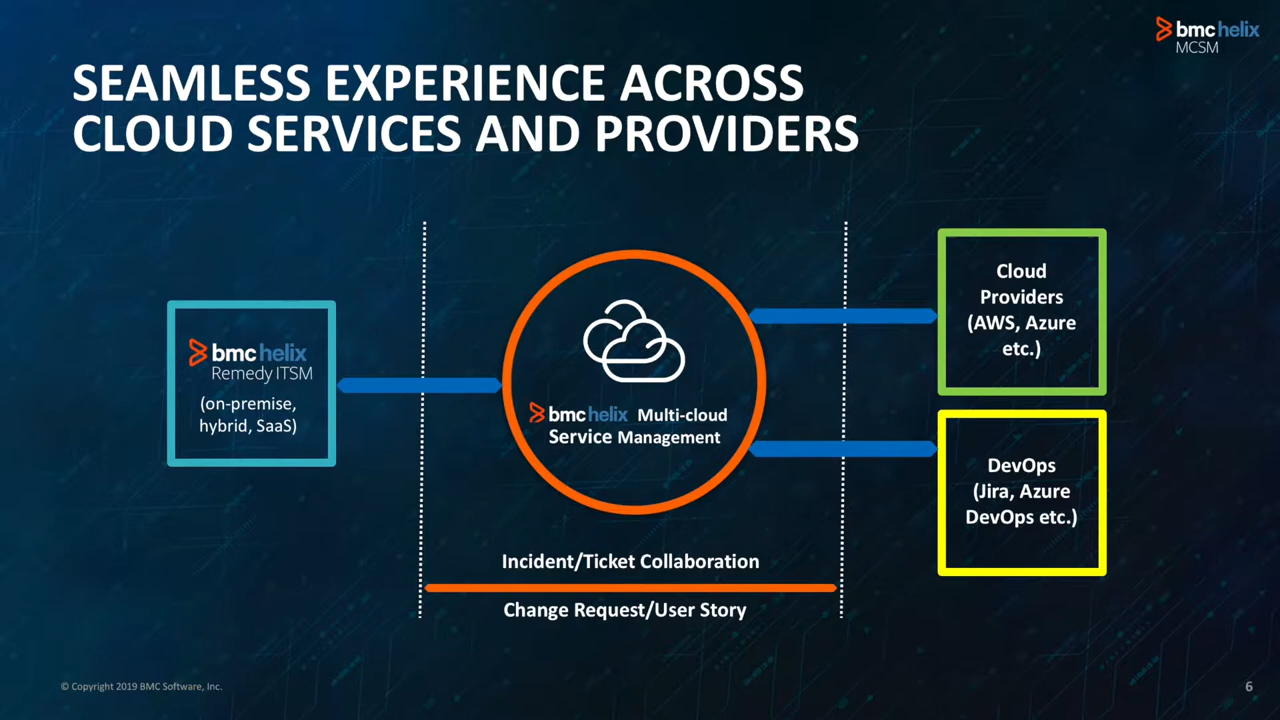 bmc helix
MCSM
SEAMLESS EXPERIENCE ACROSS
CLOUD SERVICES AND PROVIDERS
bmc helix
Remedy ITSM
(on-premise,
hybrid, SaaS)
bmc helix Multi-cloud
Service Management
Cloud
Providers
(AWS, Azure
etc.)
DevOps
(Jira, Azure
DevOps etc.)
Incident/Ticket Collaboration
Change Request/User Story
© Copyright 2019 BMC Software, Inc.
6